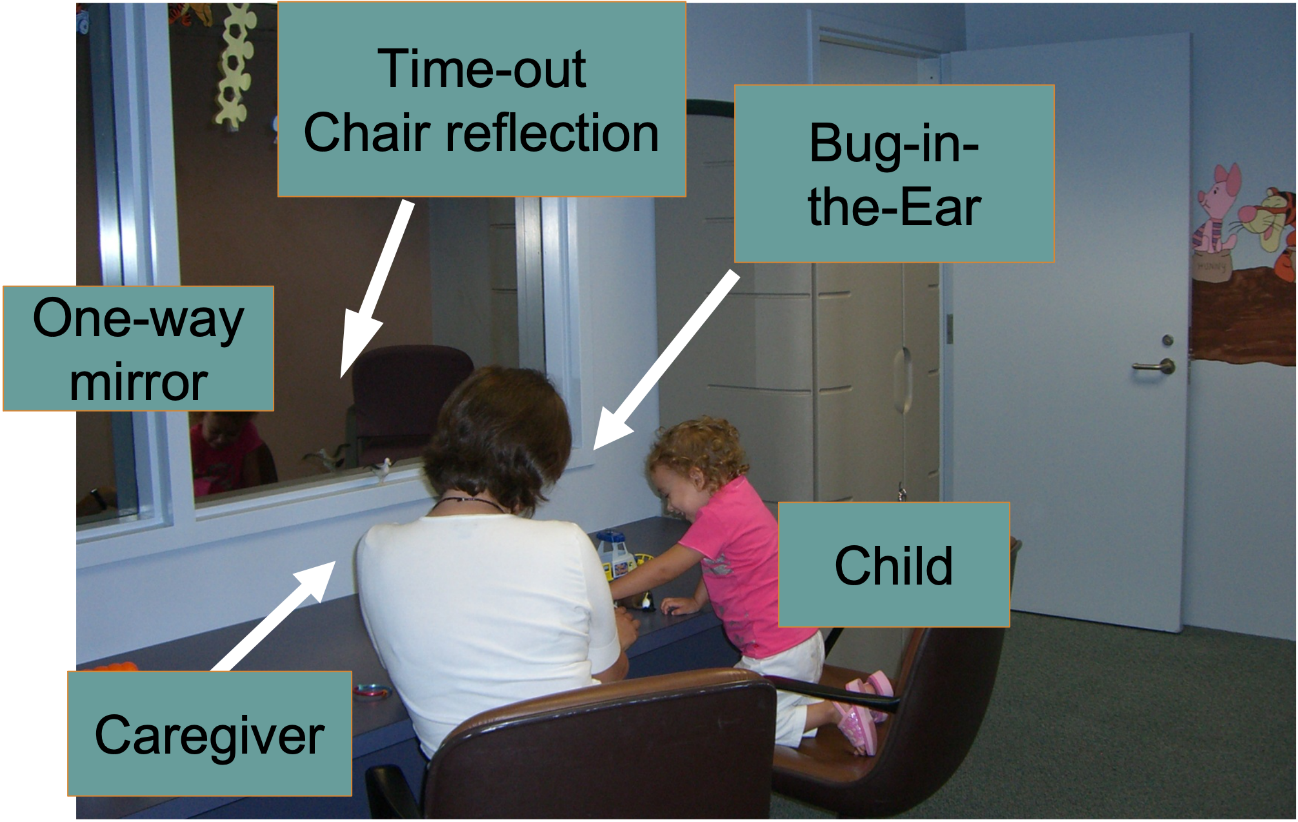 Time-out
Chair reflection
Bug-in-
the-Ear
One-way
mirror
Child
Caregiver